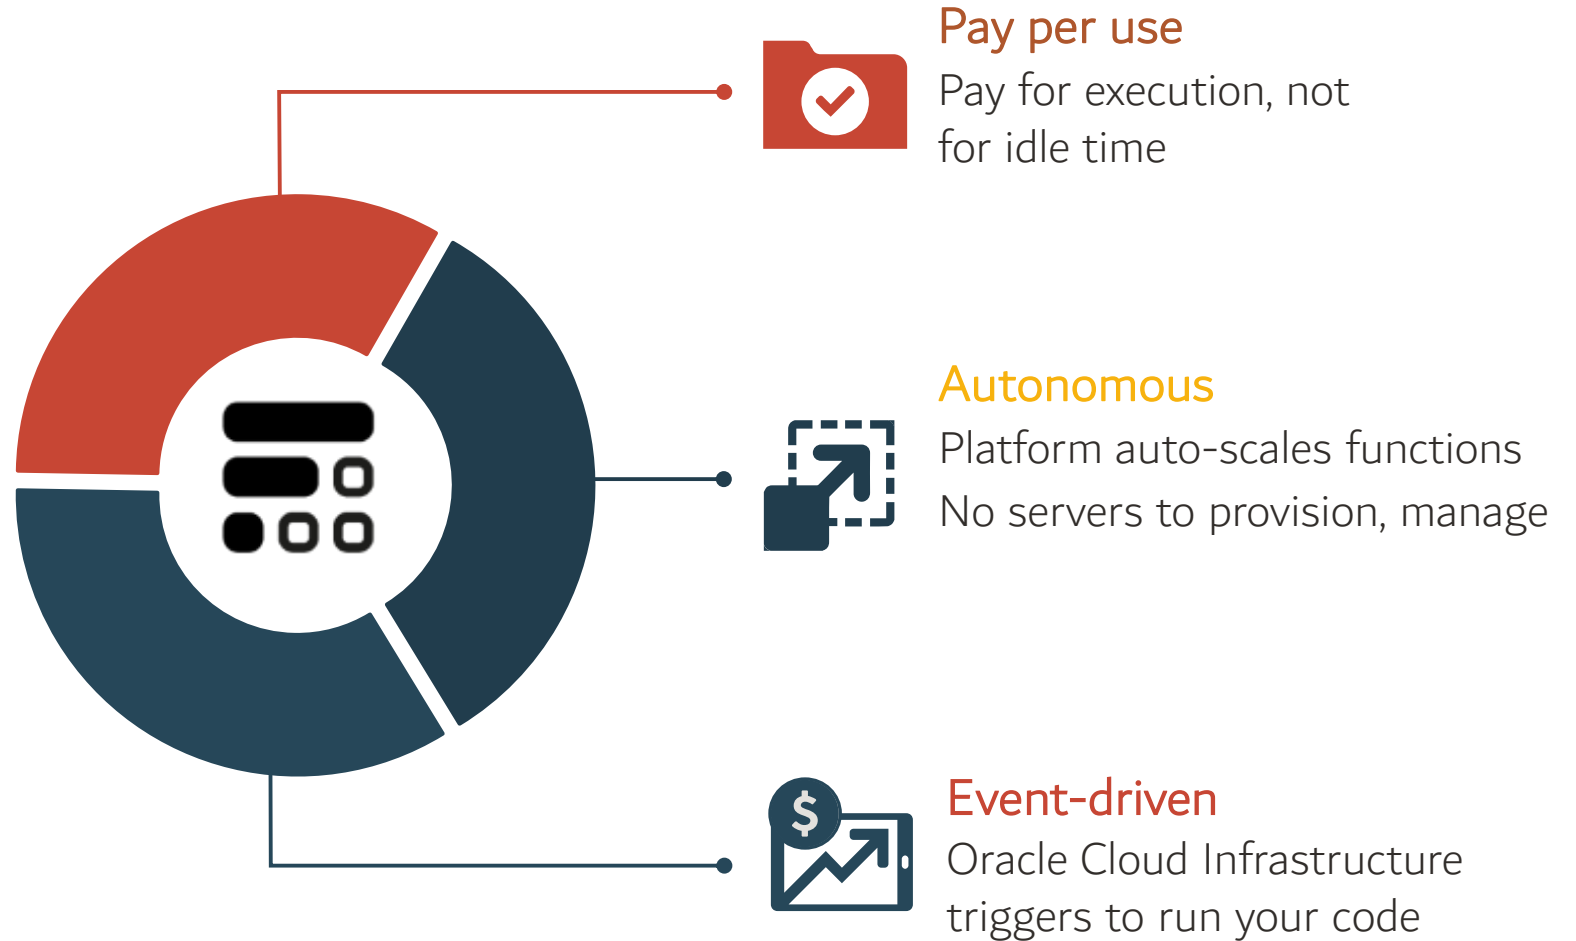 Pay per use
Pay for execution, not
for idle time
Autonomous
Platform auto-scales functions
No servers to provision, manage
$
Event-driven
Oracle Cloud Infrastructure
triggers to run your code